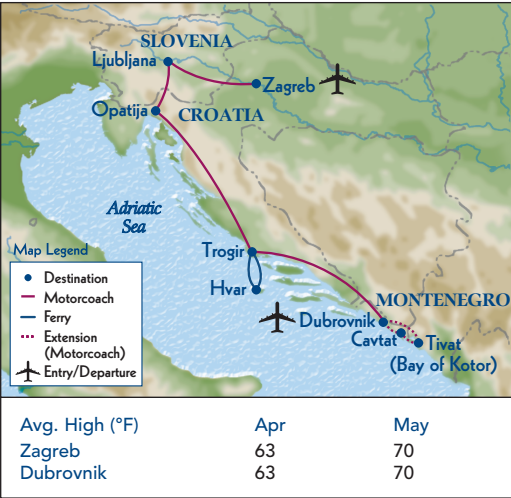 SLOVENIA
Ljubljana
Zagreb
Opatija
CROATIA
Adriatic
Sea
Trogir
Hvar
MONTENEGRO
Dubrovnik
Cavtat
Tivat
(Bay of Kotor)
Map Legend
Destination
Motorcoach
Ferry
Extension
(Motorcoach)
Entry/Departure
Avg. High (°F) Apr May
Zagreb 63 70
Dubrovnik 63 70